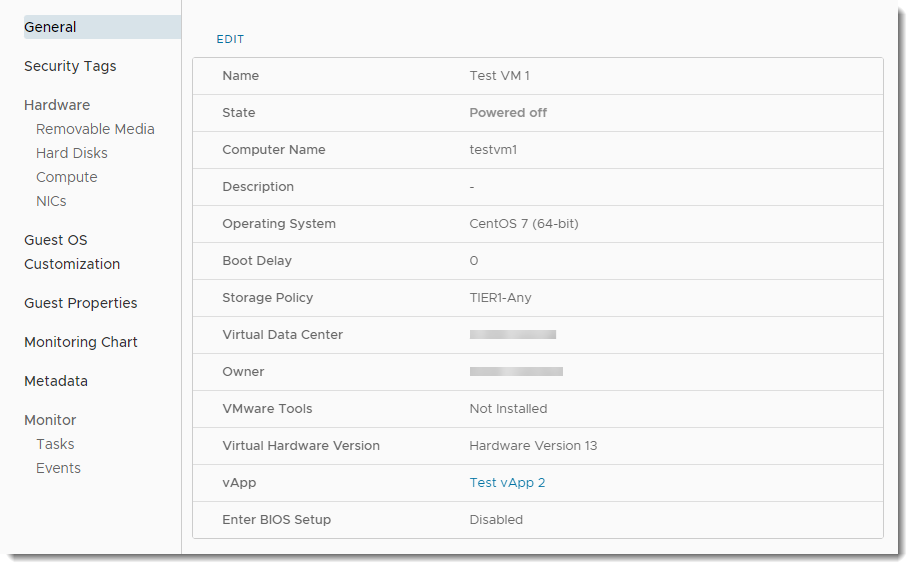 General
Security Tags
Hardware
Removable Media
Hard Disks
Compute
NICs
Guest OS
Customization
Guest Properties
Monitoring Chart
Metadata
Monitor
Tasks
Events
EDIT
Name Test VM 1
State Powered off
Computer Name testvm1
Description -
Operating System CentOS 7 (64-bit)
Boot Delay 0
Storage Policy TIER1-Any
Virtual Data Center
Owner
VMware Tools Not Installed
Virtual Hardware Version Hardware Version 13
vApp Test vApp 2
Enter BIOS Setup Disabled